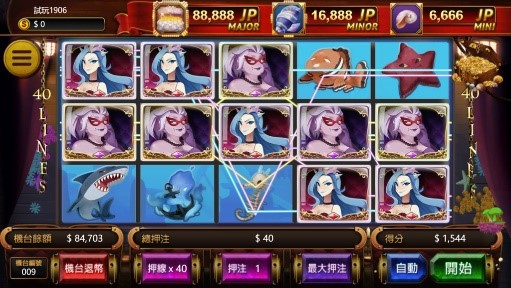 試玩1906
$ 0
88,888 JP
MAJOR
16,888 JP
MINOR
6,666 JP
MINI
40 LINES
40 LINES
機台餘額 $ 84,703
總押注 $ 40
得分 $ 1,544
機台編號
009
機台退幣
押線 x 40
押注 1
最大押注
自動
開始